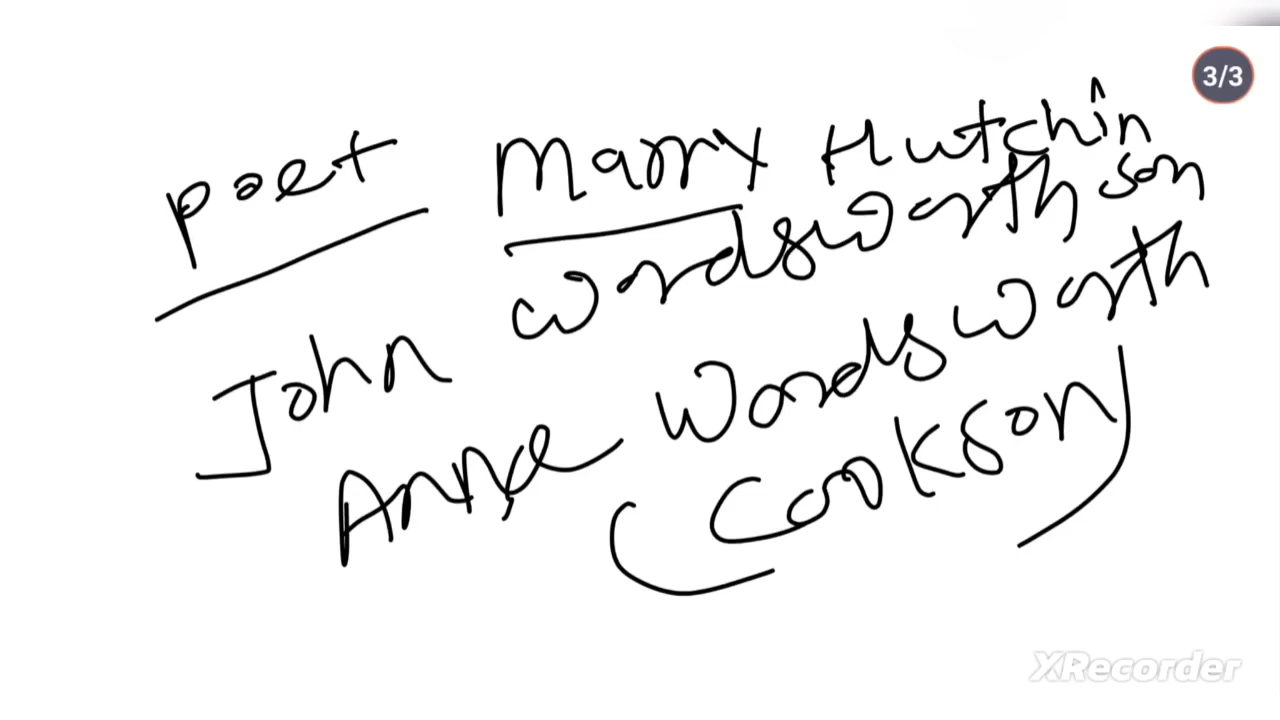 3/3
poet Marry Hutchin
son
John Wordsworth
Anne Wordsworth
(Cookson)
XRecorder